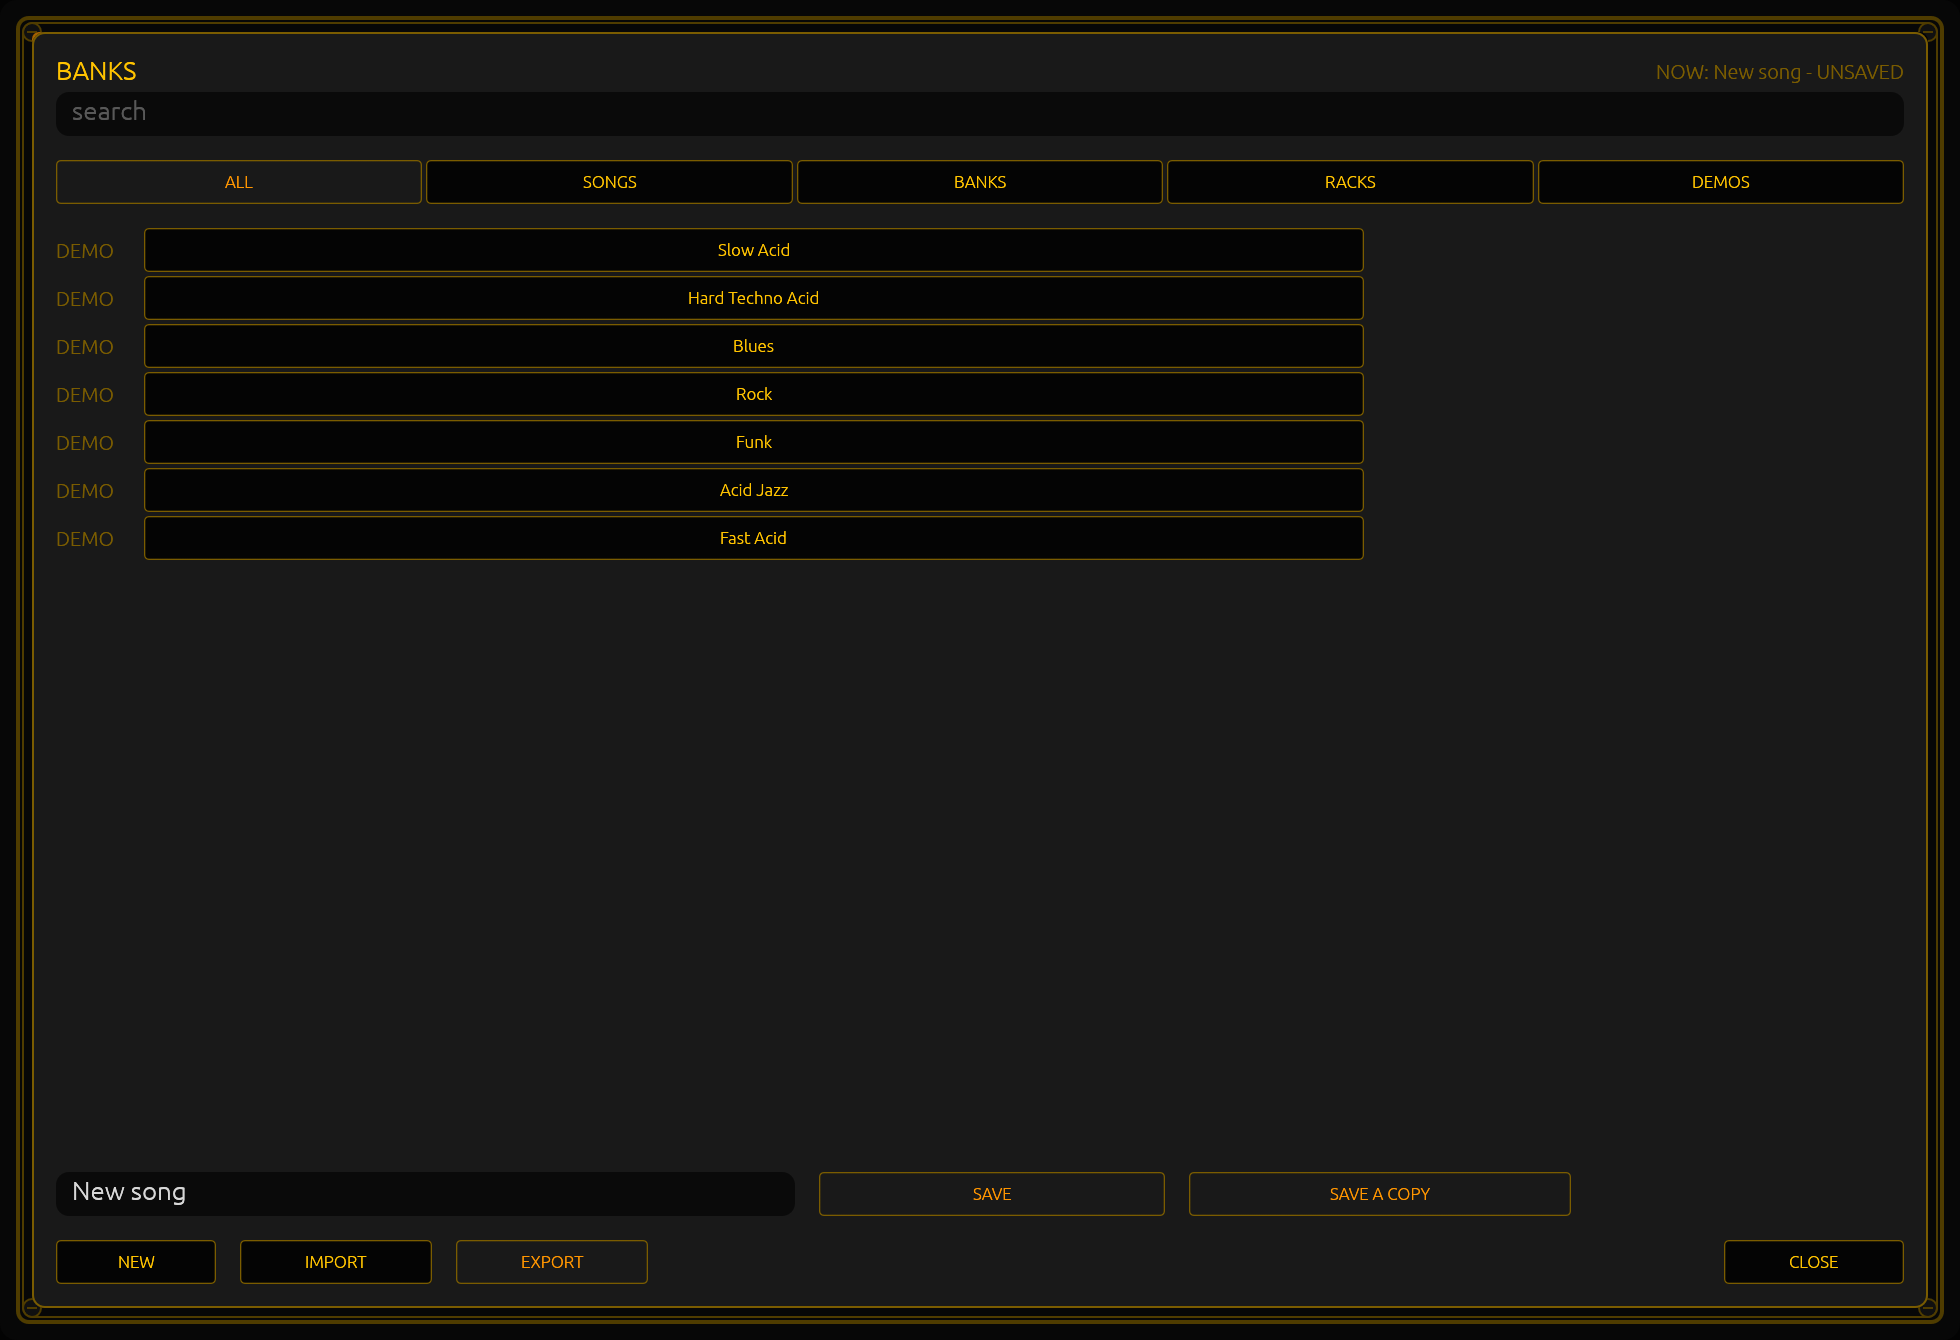 BANKS
NOW: New song - UNSAVED
search
ALL SONGS BANKS RACKS DEMOS
DEMO Slow Acid
DEMO Hard Techno Acid
DEMO Blues
DEMO Rock
DEMO Funk
DEMO Acid Jazz
DEMO Fast Acid
New song SAVE SAVE A COPY
NEW IMPORT EXPORT CLOSE